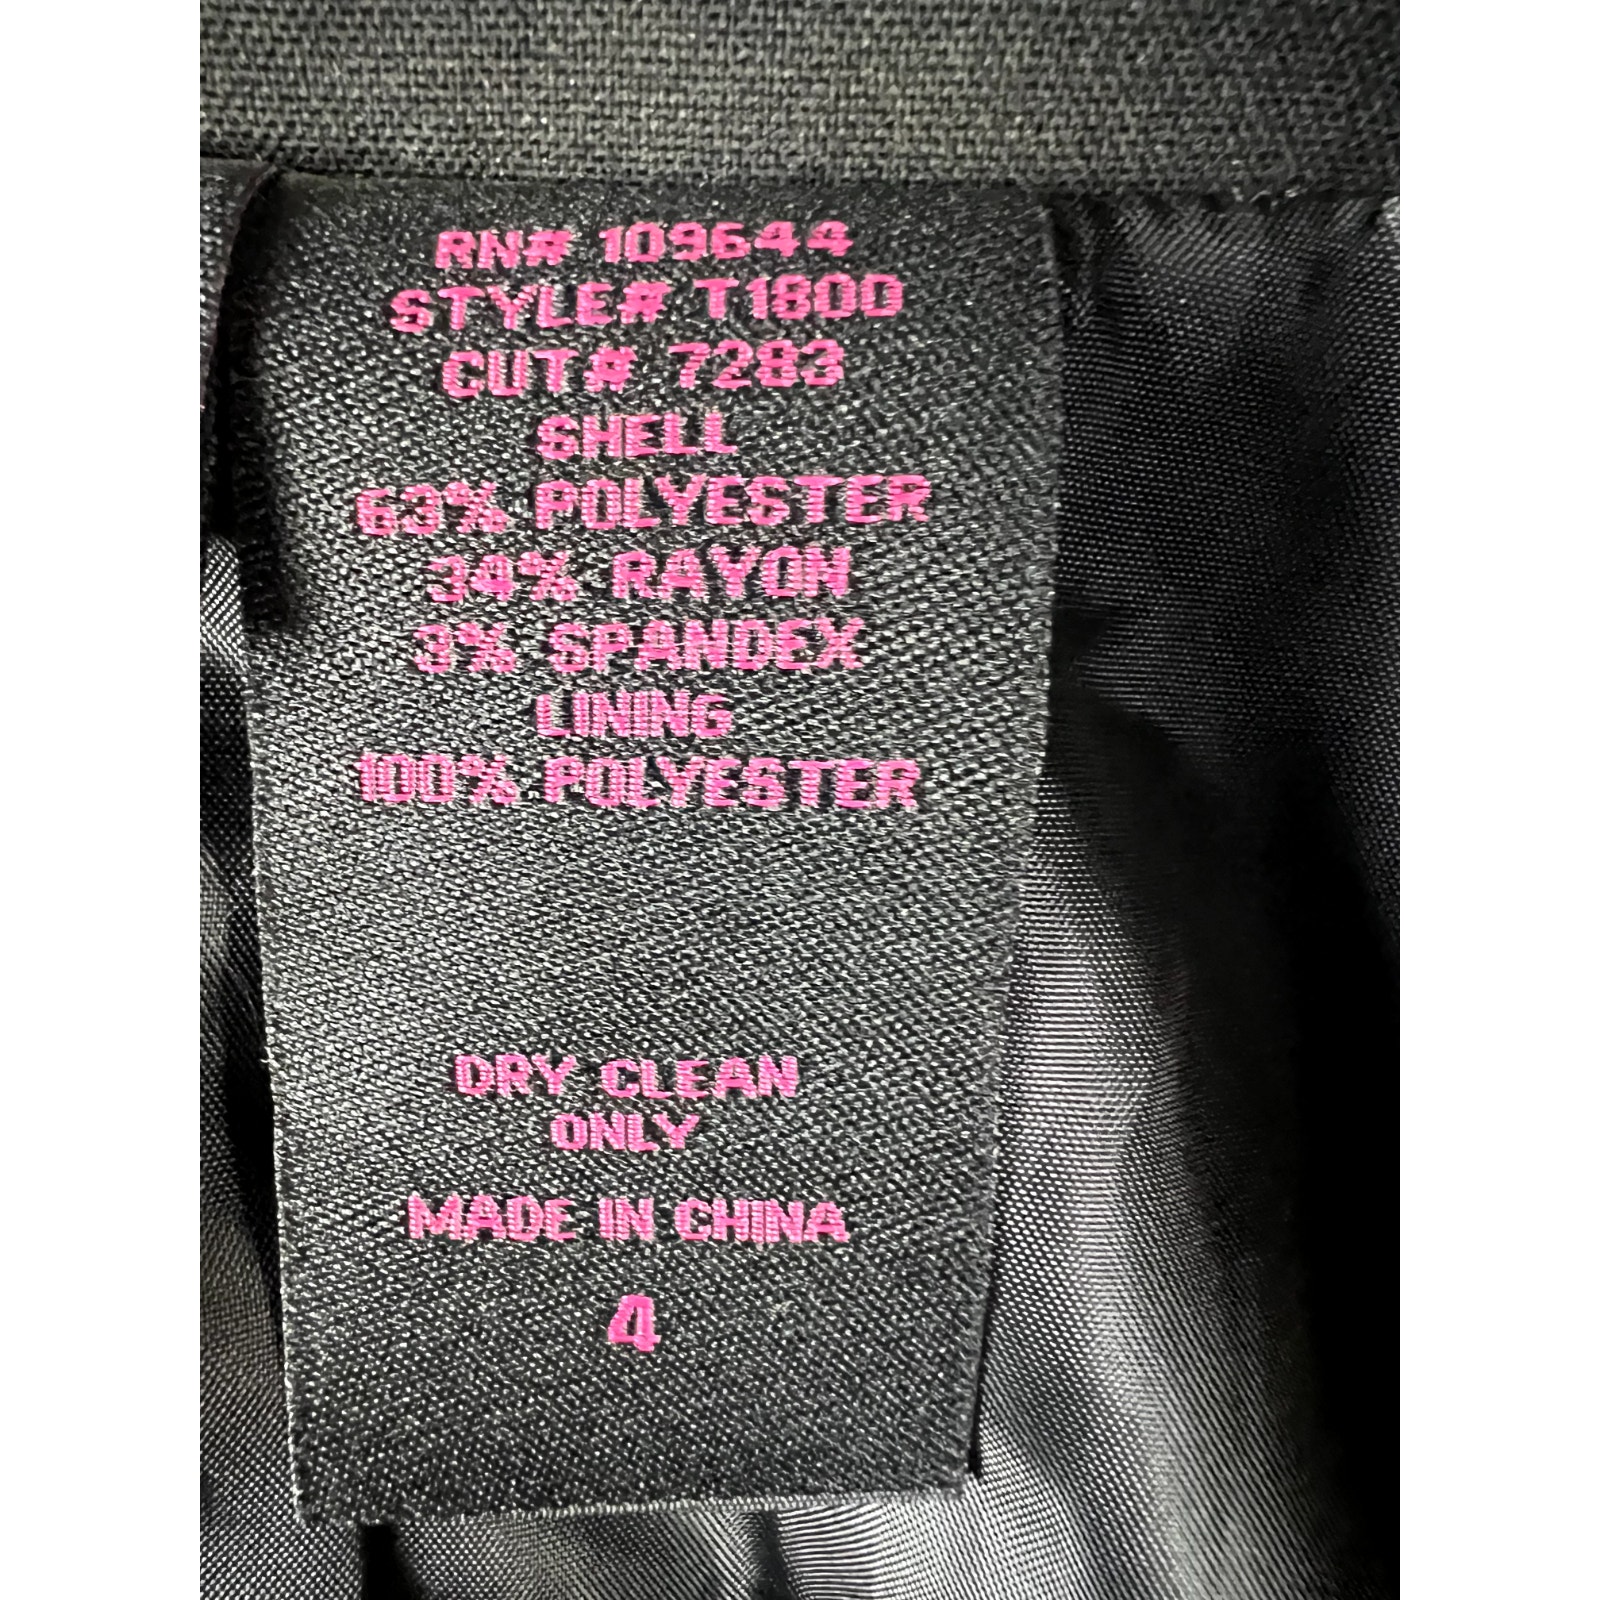 RN# 109644
STYLE# T180D
CUT# 7283
SHELL
63% POLYESTER
34% RAYON
3% SPANDEX
LINING
100% POLYESTER
DRY CLEAN
ONLY
MADE IN CHINA
4